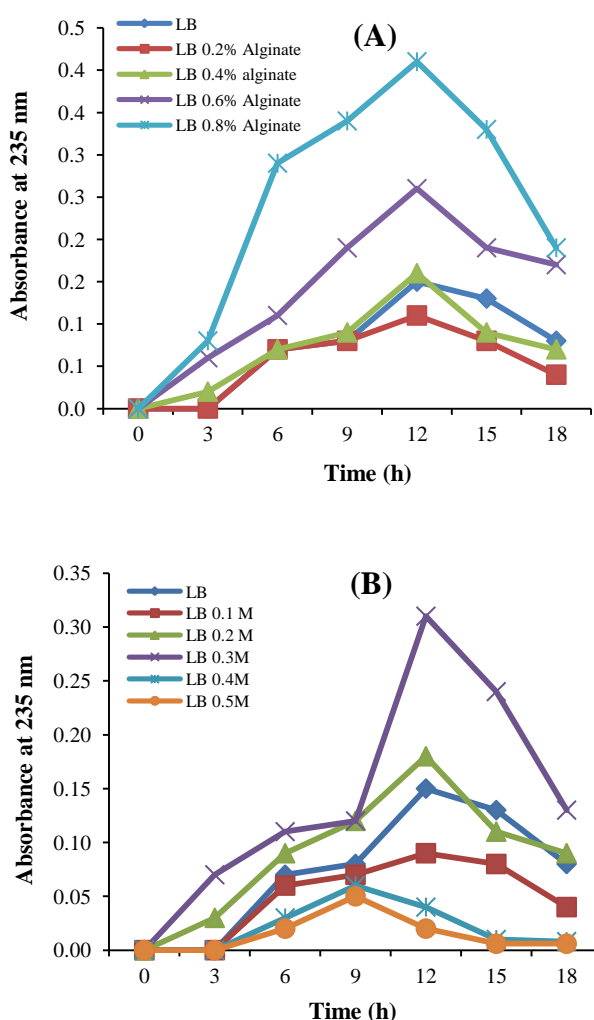 (A)
LB
LB 0.2% Alginate
LB 0.4% alginate
LB 0.6% Alginate
LB 0.8% Alginate
Absorbance at 235 nm
0.5
0.4
0.4
0.3
0.3
0.2
0.2
0.1
0.1
0.0
0 3 6 9 12 15 18
Time (h)
(B)
LB
LB 0.1 M
LB 0.2 M
LB 0.3M
LB 0.4M
LB 0.5M
Absorbance at 235 nm
0.35
0.30
0.25
0.20
0.15
0.10
0.05
0.00
0 3 6 9 12 15 18
Time (h)